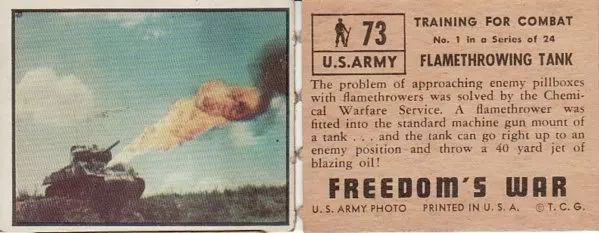 73
U.S.ARMY
TRAINING FOR COMBAT
No. 1 in a Series of 24
FLAMETHROWING TANK
The problem of approaching enemy pillboxes
with flamethrowers was solved by the Chemi-
cal Warfare Service. A flamethrower was
fitted into the standard machine gun mount of
a tank . . . and the tank can go right up to an
enemy position and throw a 40 yard jet of
blazing oil!
FREEDOM'S WAR
U. S. ARMY PHOTO PRINTED IN U. S. A. © T. C. G.